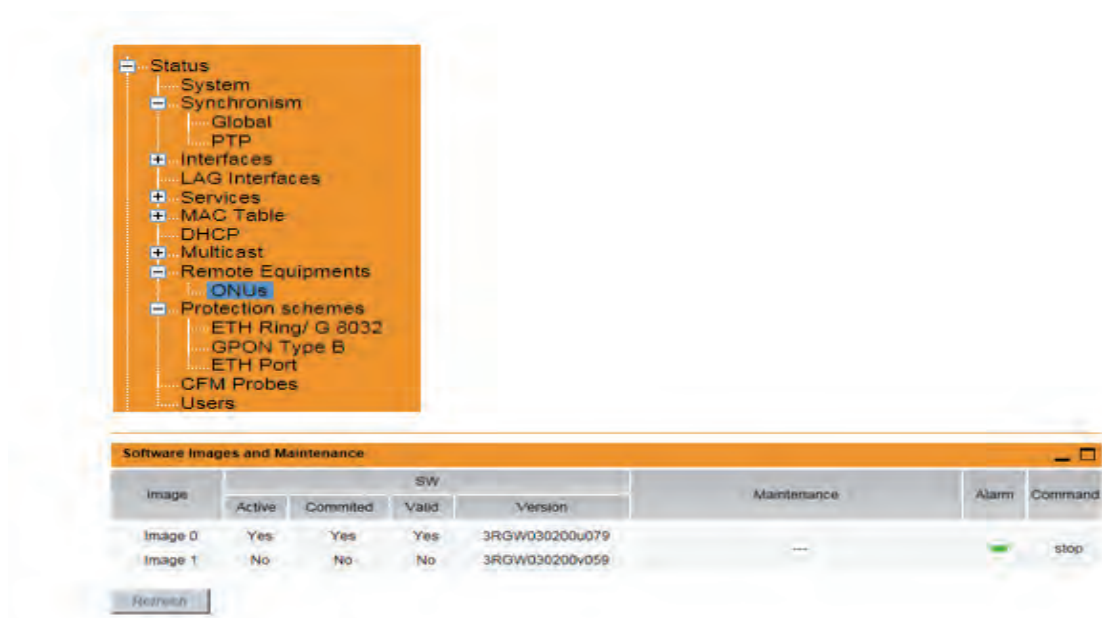 Status
System
Synchronism
Global
PTP
Interfaces
LAG Interfaces
Services
MAC Table
DHCP
Multicast
Remote Equipments
ONUs
Protection schemes
ETH Ring/ G 8032
GPON Type B
ETH Port
CFM Probes
Users
Software Images and Maintenance
Image SW Maintenance Alarm Command
Active Commited Valid Version
Image 0 Yes Yes Yes 3RGW030200u079
Image 1 No No No 3RGW030200v059
--- stop
Refresh